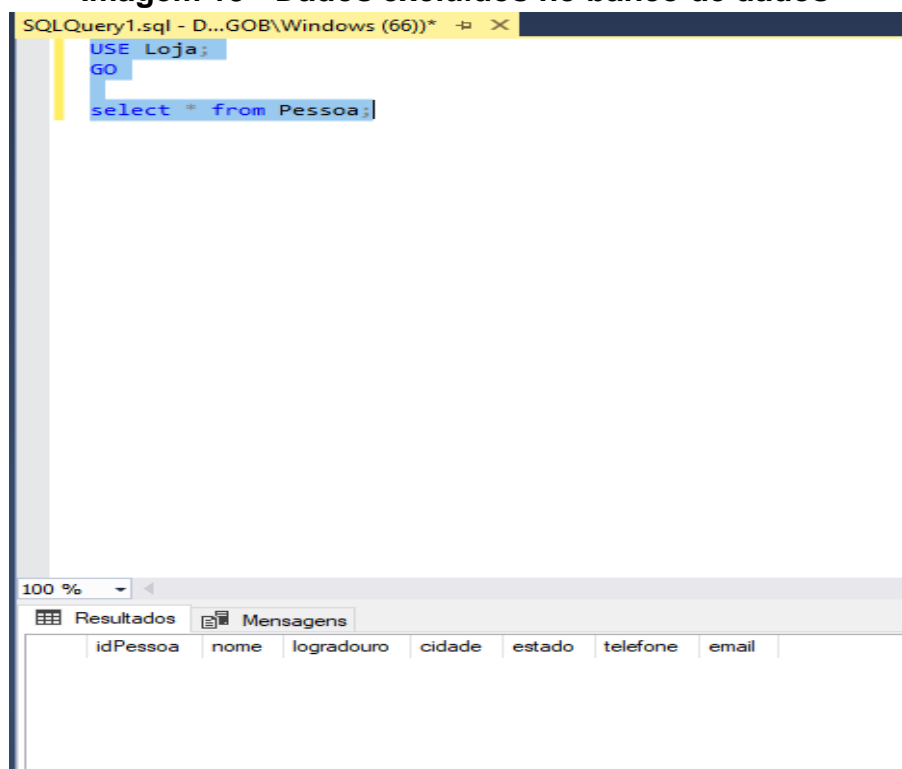 SQLQuery1.sql - D...GOB\Windows (66))*
USE Loja;
GO
select * from Pessoa;
100 %
Resultados Mensagens
idPessoa nome logradouro cidade estado telefone email